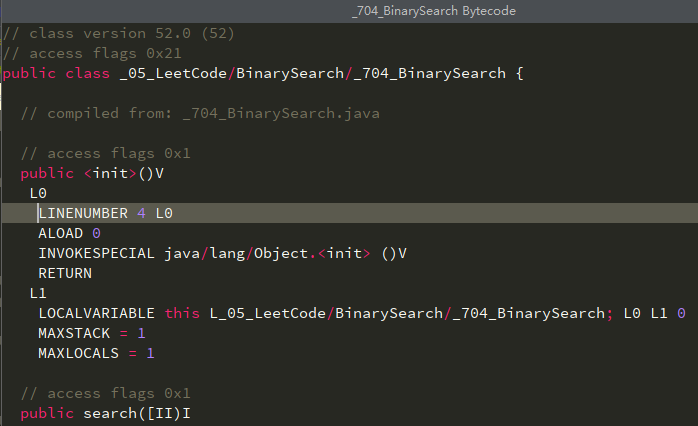 _704_BinarySearch Bytecode
// class version 52.0 (52)
// access flags 0x21
public class _05_LeetCode/BinarySearch/_704_BinarySearch {
// compiled from: _704_BinarySearch.java
// access flags 0x1
public <init>()V
L0
LINENUMBER 4 L0
ALOAD 0
INVOKESPECIAL java/lang/Object.<init> ()V
RETURN
L1
LOCALVARIABLE this L_05_LeetCode/BinarySearch/_704_BinarySearch; L0 L1 0
MAXSTACK = 1
MAXLOCALS = 1
// access flags 0x1
public search([II)I